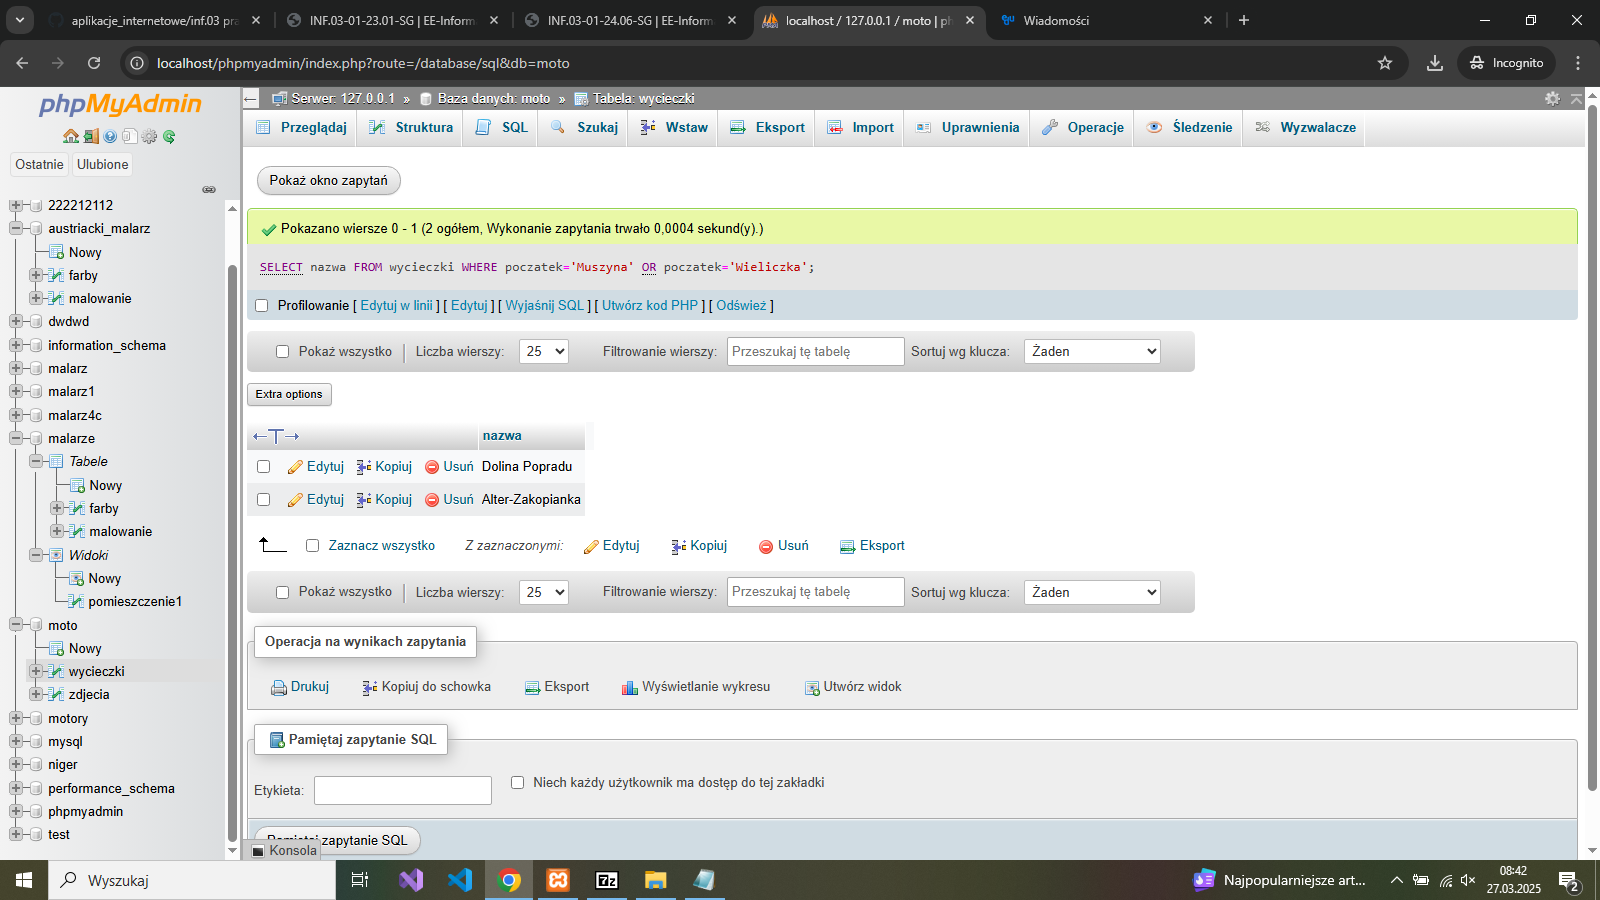 aplikacje_internetowe/inf.03 pra
INF.03-01-23.01-SG | EE-Inform
INF.03-01-24.06-SG | EE-Inform
localhost / 127.0.0.1 / moto | ph
Wiadomości
localhost/phpmyadmin/index.php?route=/database/sql&db=moto
Incognito
phpMyAdmin
Ostatnie
Ulubione
222212112
austriacki_malarz
Nowy
farby
malowanie
dwdwd
information_schema
malarz
malarz1
malarz4c
malarze
Tabele
Nowy
farby
malowanie
Widoki
Nowy
pomieszczenie1
moto
Nowy
wycieczki
zdjecia
motory
mysql
niger
performance_schema
phpmyadmin
test
Serwer: 127.0.0.1 » Baza danych: moto » Tabela: wycieczki
Przeglądaj Struktura SQL Szukaj Wstaw Eksport Import Uprawnienia Operacje Śledzenie Wyzwalacze
Pokaż okno zapytań
Pokazano wiersze 0 - 1 (2 ogółem, Wykonanie zapytania trwało 0,0004 sekund(y).)
SELECT nazwa FROM wycieczki WHERE poczatek='Muszyna' OR poczatek='Wieliczka';
Profilowanie [ Edytuj w linii ] [ Edytuj ] [ Wyjaśnij SQL ] [ Utwórz kod PHP ] [ Odśwież ]
Pokaż wszystko Liczba wierszy: 25 Filtrowanie wierszy: Przeszukaj tę tabelę Sortuj wg klucza: Żaden
Extra options
←T→ nazwa
Edytuj Kopiuj Usuń Dolina Popradu
Edytuj Kopiuj Usuń Alter-Zakopianka
Zaznacz wszystko Z zaznaczonymi: Edytuj Kopiuj Usuń Eksport
Pokaż wszystko Liczba wierszy: 25 Filtrowanie wierszy: Przeszukaj tę tabelę Sortuj wg klucza: Żaden
Operacja na wynikach zapytania
Drukuj Kopiuj do schowka Eksport Wyświetlanie wykresu Utwórz widok
Pamiętaj zapytanie SQL
Etykieta: Niech każdy użytkownik ma dostęp do tej zakładki
Pamiętaj zapytanie SQL
Konsola
Wyszukaj
7z
Najpopularniejsze art...
08:42
27.03.2025
2